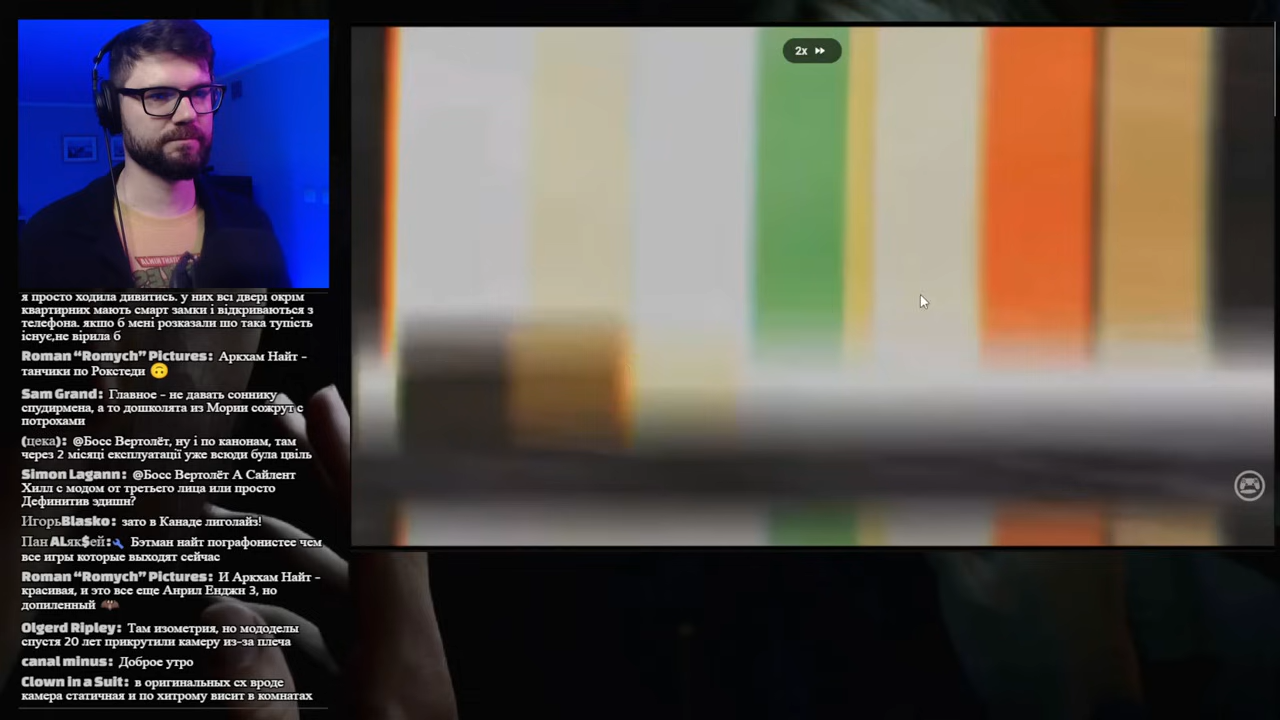 2x
я просто ходила дивитись. у них всі двері окрім
квартирних мають смарт замки і відкриваються з
телефона. якшо б мені розказали шо така тупість
існує,не вірила б
Roman “Romych” Pictures: Аркхам Найт -
танчики по Рокстеди 🙃
Sam Grand: Главное - не давать соннику
спудирмена, а то дошколята из Мории сожрут с
потрохами
(цека): @Босс Вертолёт, ну і по канонам, там
через 2 місяці експлуатації уже всюди була цвіль
Simon Lagann: @Босс Вертолёт А Сайлент
Хилл с модом от третьего лица или просто
Дефинитив эдишн?
ИгорьBlasko: зато в Канаде лиголайз!
Пан ALяк$ей:🔧 Бэтман найт пографонистее чем
все игры которые выходят сейчас
Roman “Romych” Pictures: И Аркхам Найт -
красивая, и это все еще Анрил Енджн 3, но
допиленный 🦇
Olgerd Ripley: Там изометрия, но мододелы
спустя 20 лет прикрутили камеру из-за плеча
canal minus: Доброе утро
Clown in a Suit: в оригинальных сх вроде
камера статичная и по хитрому висит в комнатах